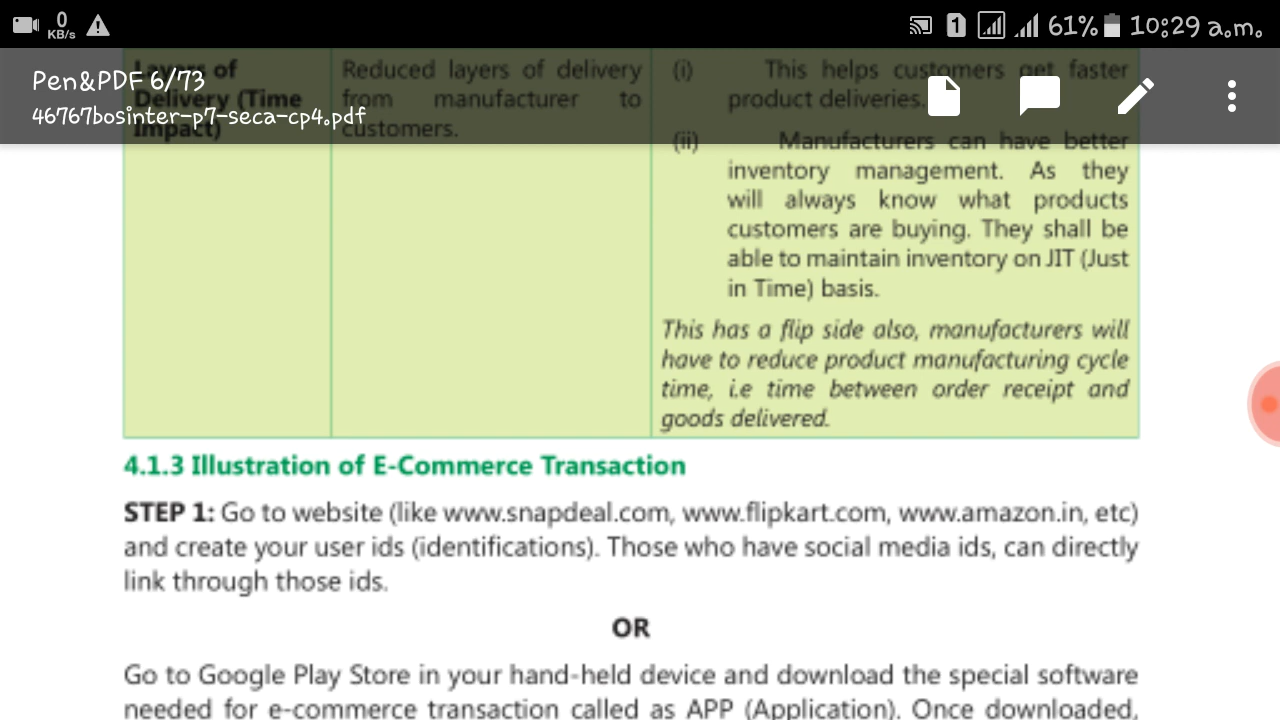 0
KB/s
1
61%
10:29 a.m.
Pen&PDF 6/73
46767bosinter-p7-seca-cp4.pdf
Layers of
Delivery (Time
Impact)
Reduced layers of delivery
from manufacturer to
customers.
(i) This helps customers get faster
product deliveries.
(ii) Manufacturers can have better
inventory management. As they
will always know what products
customers are buying. They shall be
able to maintain inventory on JIT (Just
in Time) basis.
This has a flip side also, manufacturers will
have to reduce product manufacturing cycle
time, i.e time between order receipt and
goods delivered.
4.1.3 Illustration of E-Commerce Transaction
STEP 1: Go to website (like www.snapdeal.com, www.flipkart.com, www.amazon.in, etc)
and create your user ids (identifications). Those who have social media ids, can directly
link through those ids.
OR
Go to Google Play Store in your hand-held device and download the special software
needed for e-commerce transaction called as APP (Application). Once downloaded,